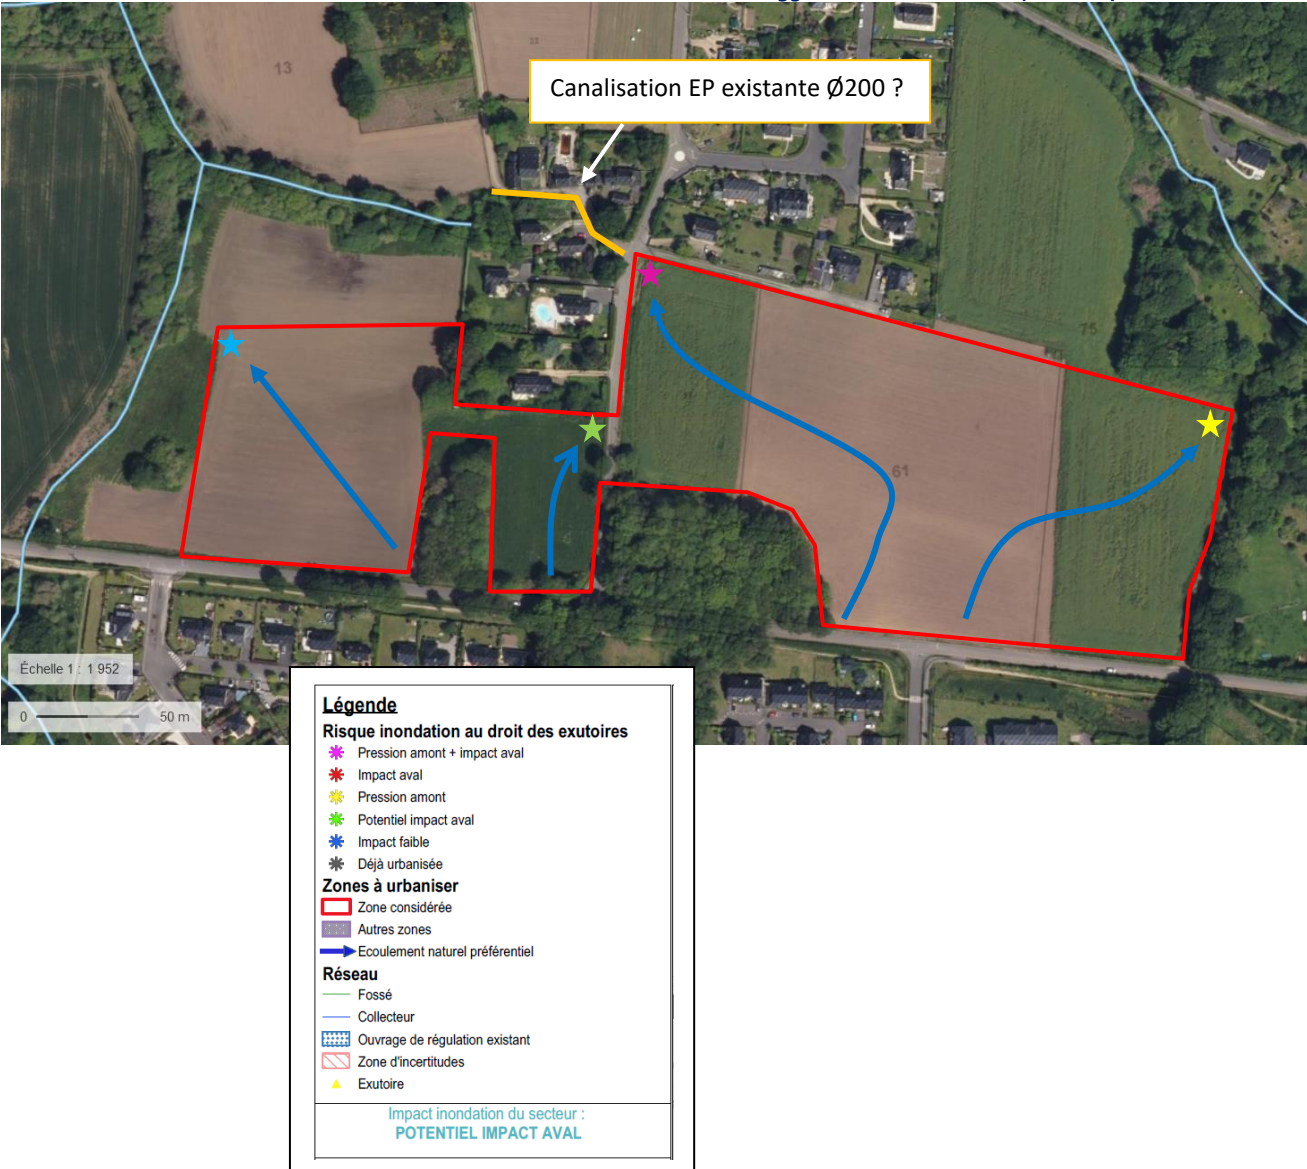 Canalisation EP existante Ø200 ?
13
33
75
61
Échelle 1 : 1 952
0 50 m
Légende
Risque inondation au droit des exutoires
Pression amont + impact aval
Impact aval
Pression amont
Potentiel impact aval
Impact faible
Déjà urbanisée
Zones à urbaniser
Zone considérée
Autres zones
Ecoulement naturel préférentiel
Réseau
Fossé
Collecteur
Ouvrage de régulation existant
Zone d'incertitudes
Exutoire
Impact inondation du secteur :
POTENTIEL IMPACT AVAL